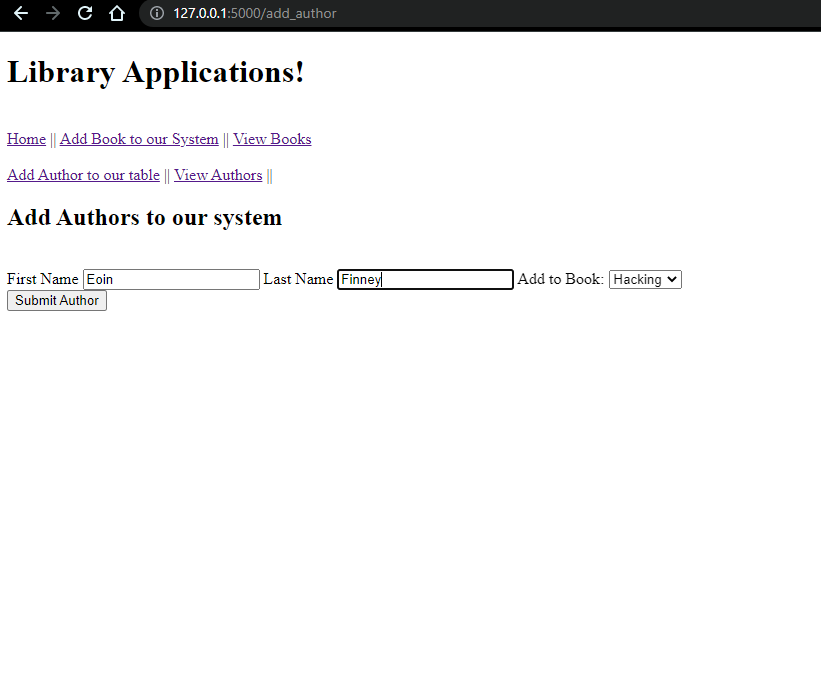 127.0.0.1:5000/add_author
Library Applications!
Home || Add Book to our System || View Books
Add Author to our table || View Authors ||
Add Authors to our system
First Name Eoin Last Name Finney Add to Book: Hacking
Submit Author